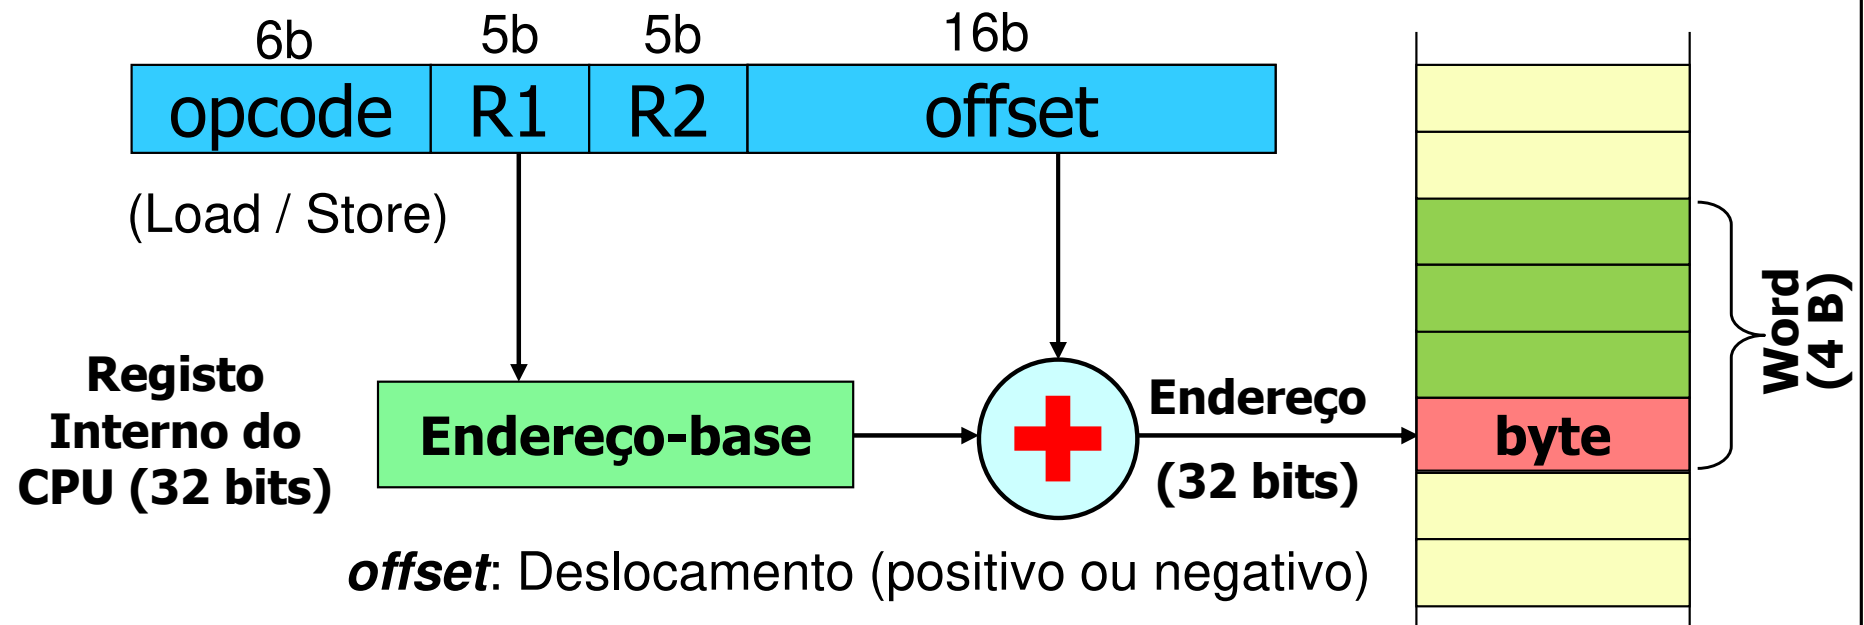 6b 5b 5b 16b
opcode R1 R2 offset
(Load / Store)
Registo
Interno do
CPU (32 bits)
Endereço-base
Endereço
(32 bits)
byte
Word
(4 B)
offset: Deslocamento (positivo ou negativo)